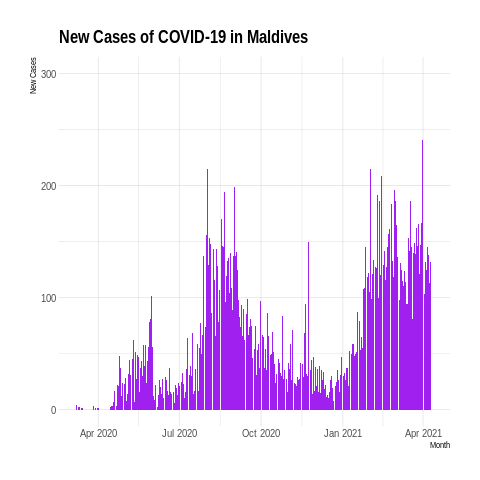 New Cases of COVID-19 in Maldives
New Cases
300
200
100
0
Apr 2020
Jul 2020
Oct 2020
Jan 2021
Apr 2021
Month